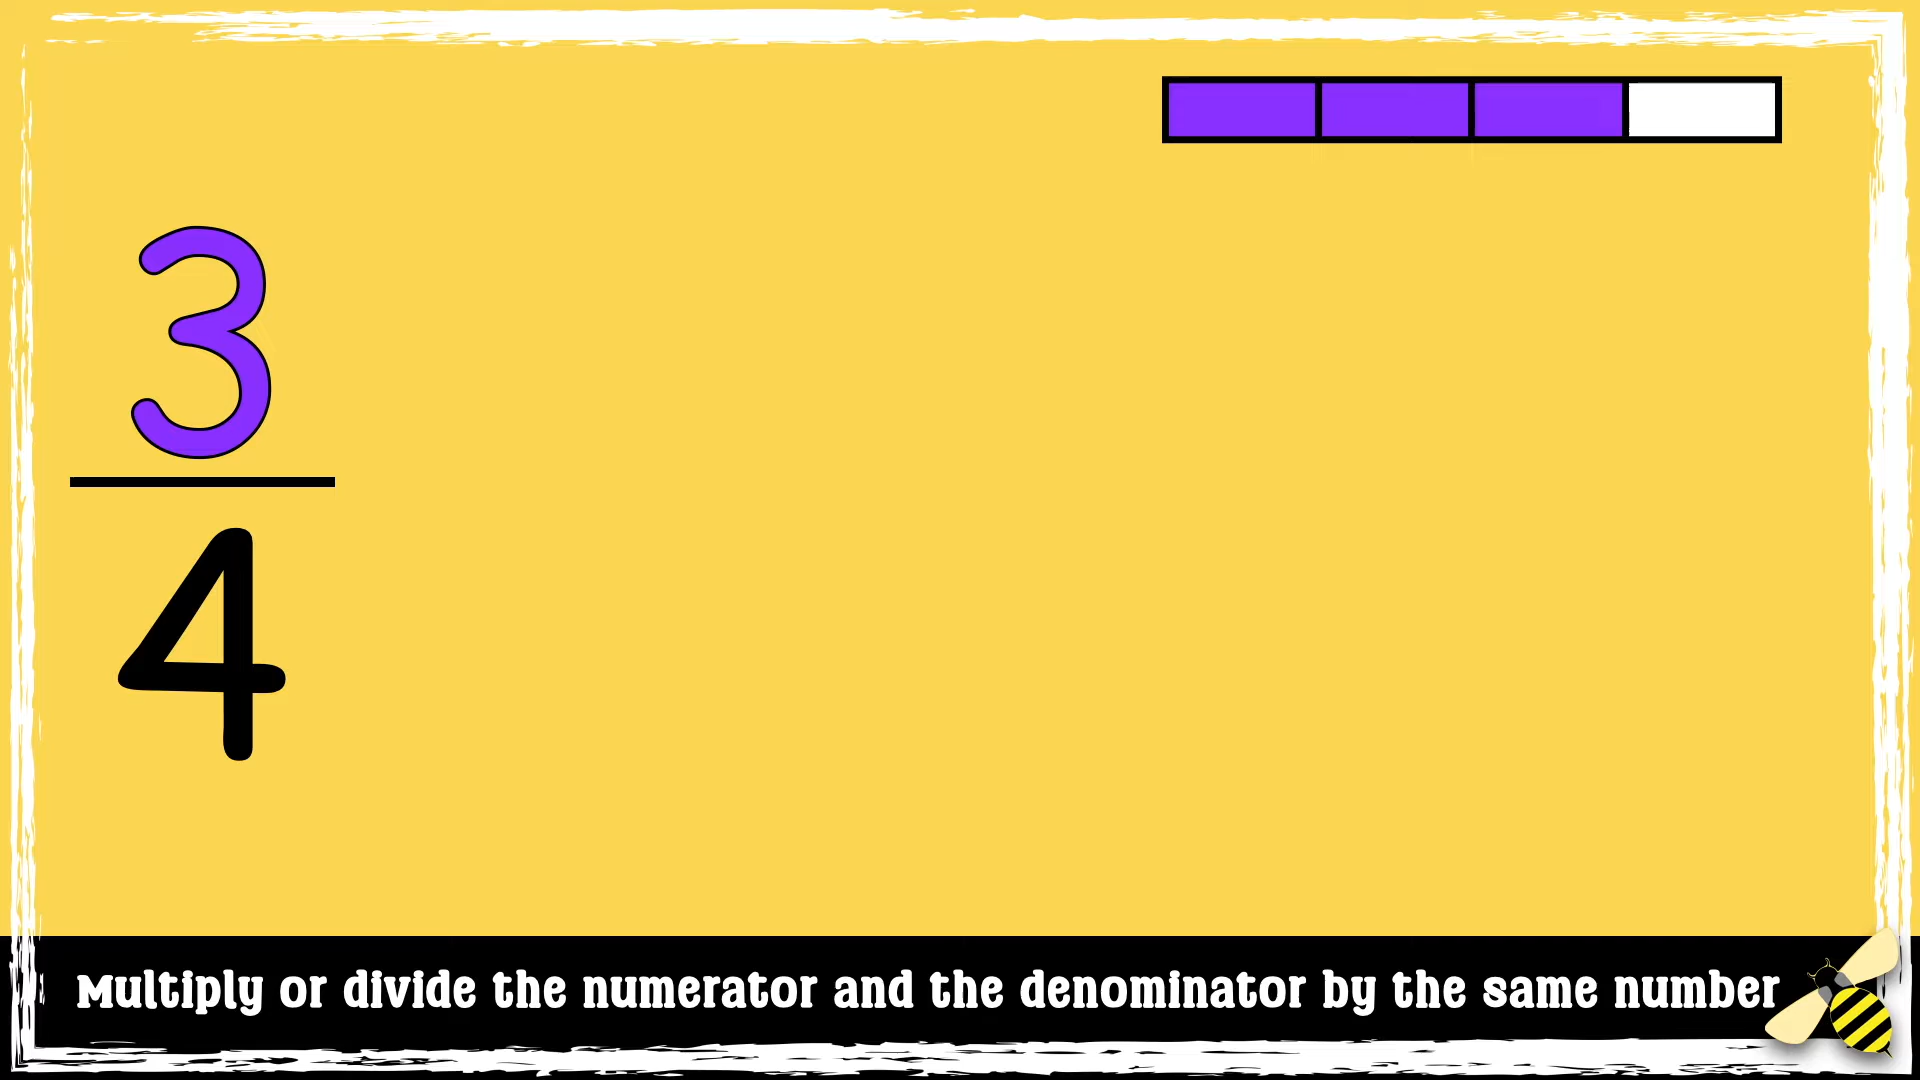 3
4
Multiply or divide the numerator and the denominator by the same number